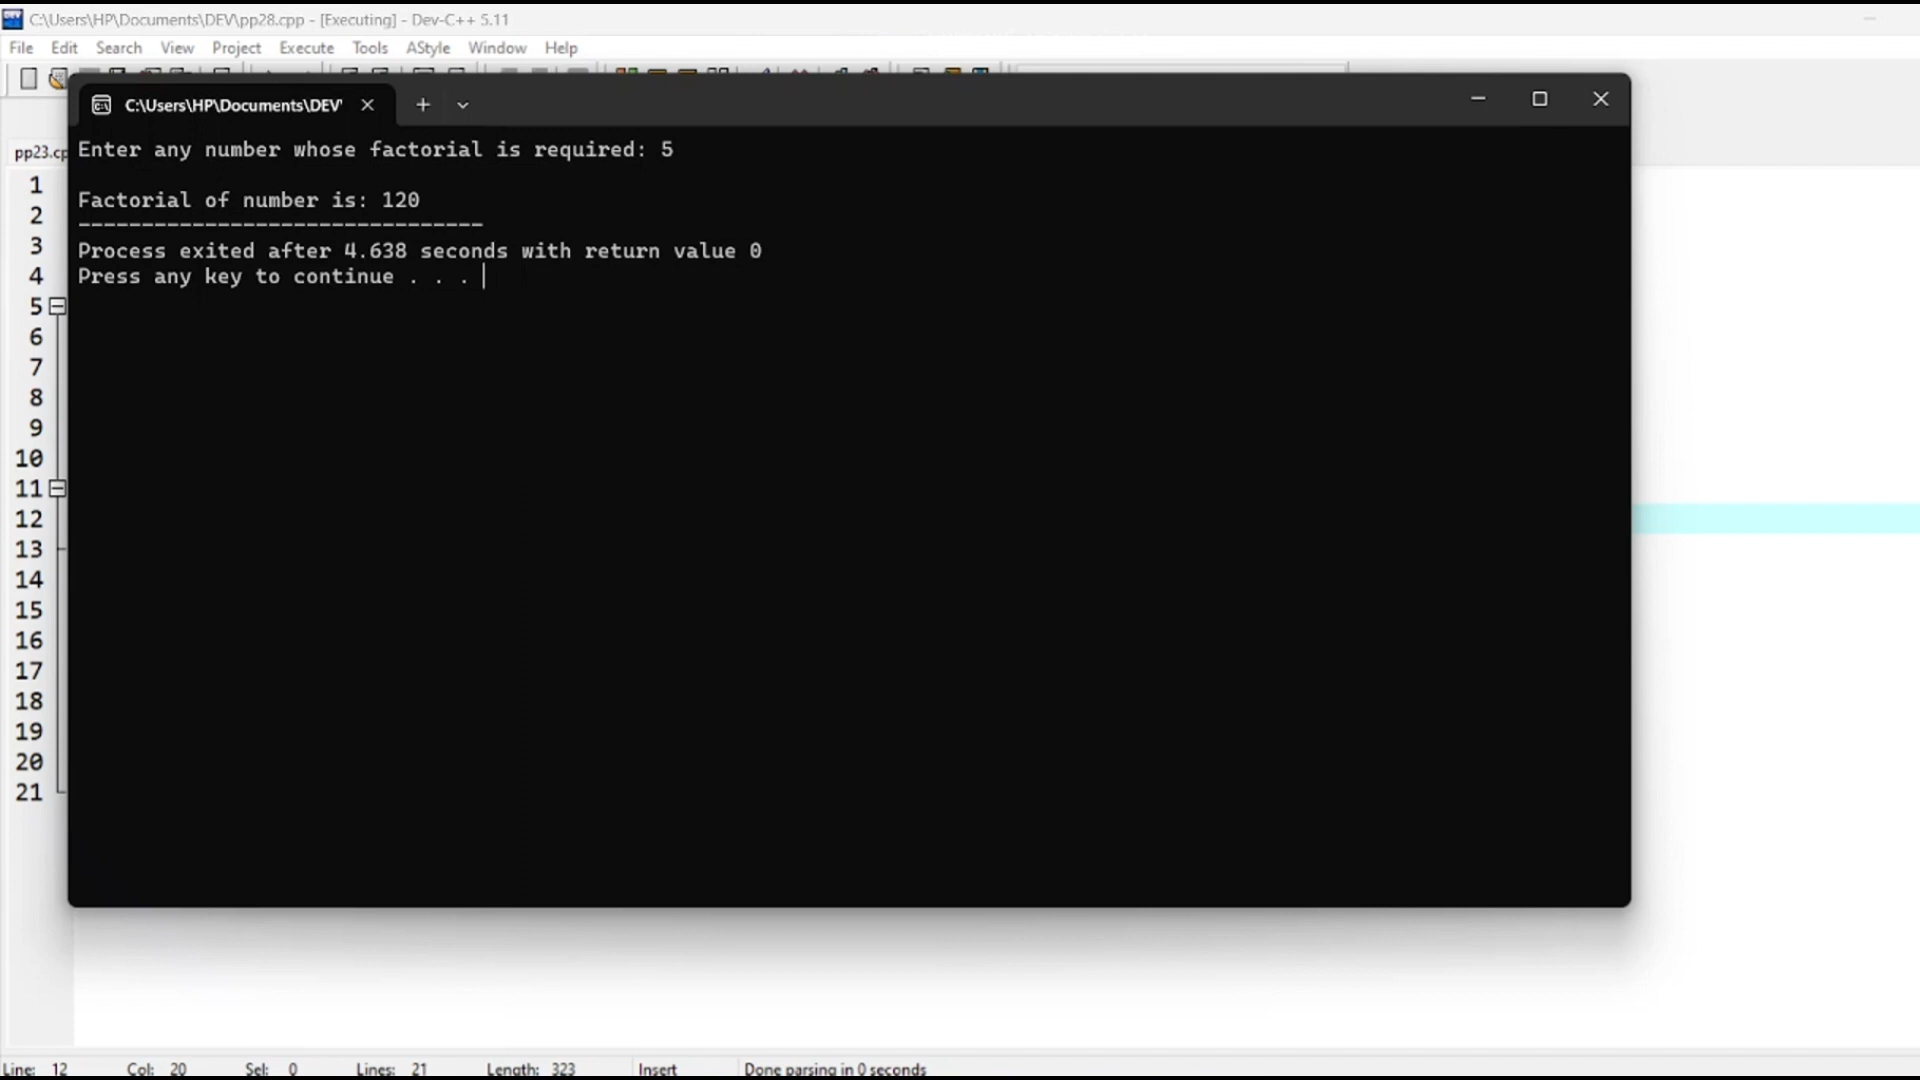 C:\Users\HP\Documents\DEV\pp28.cpp - [Executing] - Dev-C++ 5.11
File Edit Search View Project Execute Tools AStyle Window Help
C:\Users\HP\Documents\DEV'
pp23.cp
Enter any number whose factorial is required: 5
Factorial of number is: 120
--------------------------------
Process exited after 4.638 seconds with return value 0
Press any key to continue . . .
1
2
3
4
5
6
7
8
9
10
11
12
13
14
15
16
17
18
19
20
21
Line: 12 Col: 20 Sel: 0 Lines: 21 Length: 323 Insert Done parsing in 0 seconds